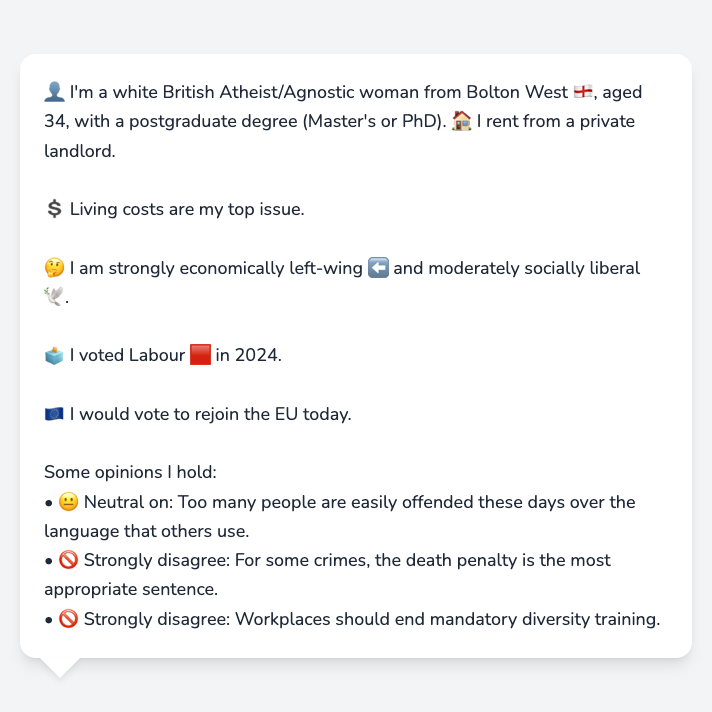 👤 I'm a white British Atheist/Agnostic woman from Bolton West 🏴󠁧󠁢󠁥󠁮󠁧󠁿, aged
34, with a postgraduate degree (Master's or PhD). 🏠 I rent from a private
landlord.
💲 Living costs are my top issue.
🤔 I am strongly economically left-wing ⬅️ and moderately socially liberal
🕊️.
🗳️ I voted Labour 🟥 in 2024.
🇪🇺 I would vote to rejoin the EU today.
Some opinions I hold:
• 😐 Neutral on: Too many people are easily offended these days over the
language that others use.
• 🚫 Strongly disagree: For some crimes, the death penalty is the most
appropriate sentence.
• 🚫 Strongly disagree: Workplaces should end mandatory diversity training.